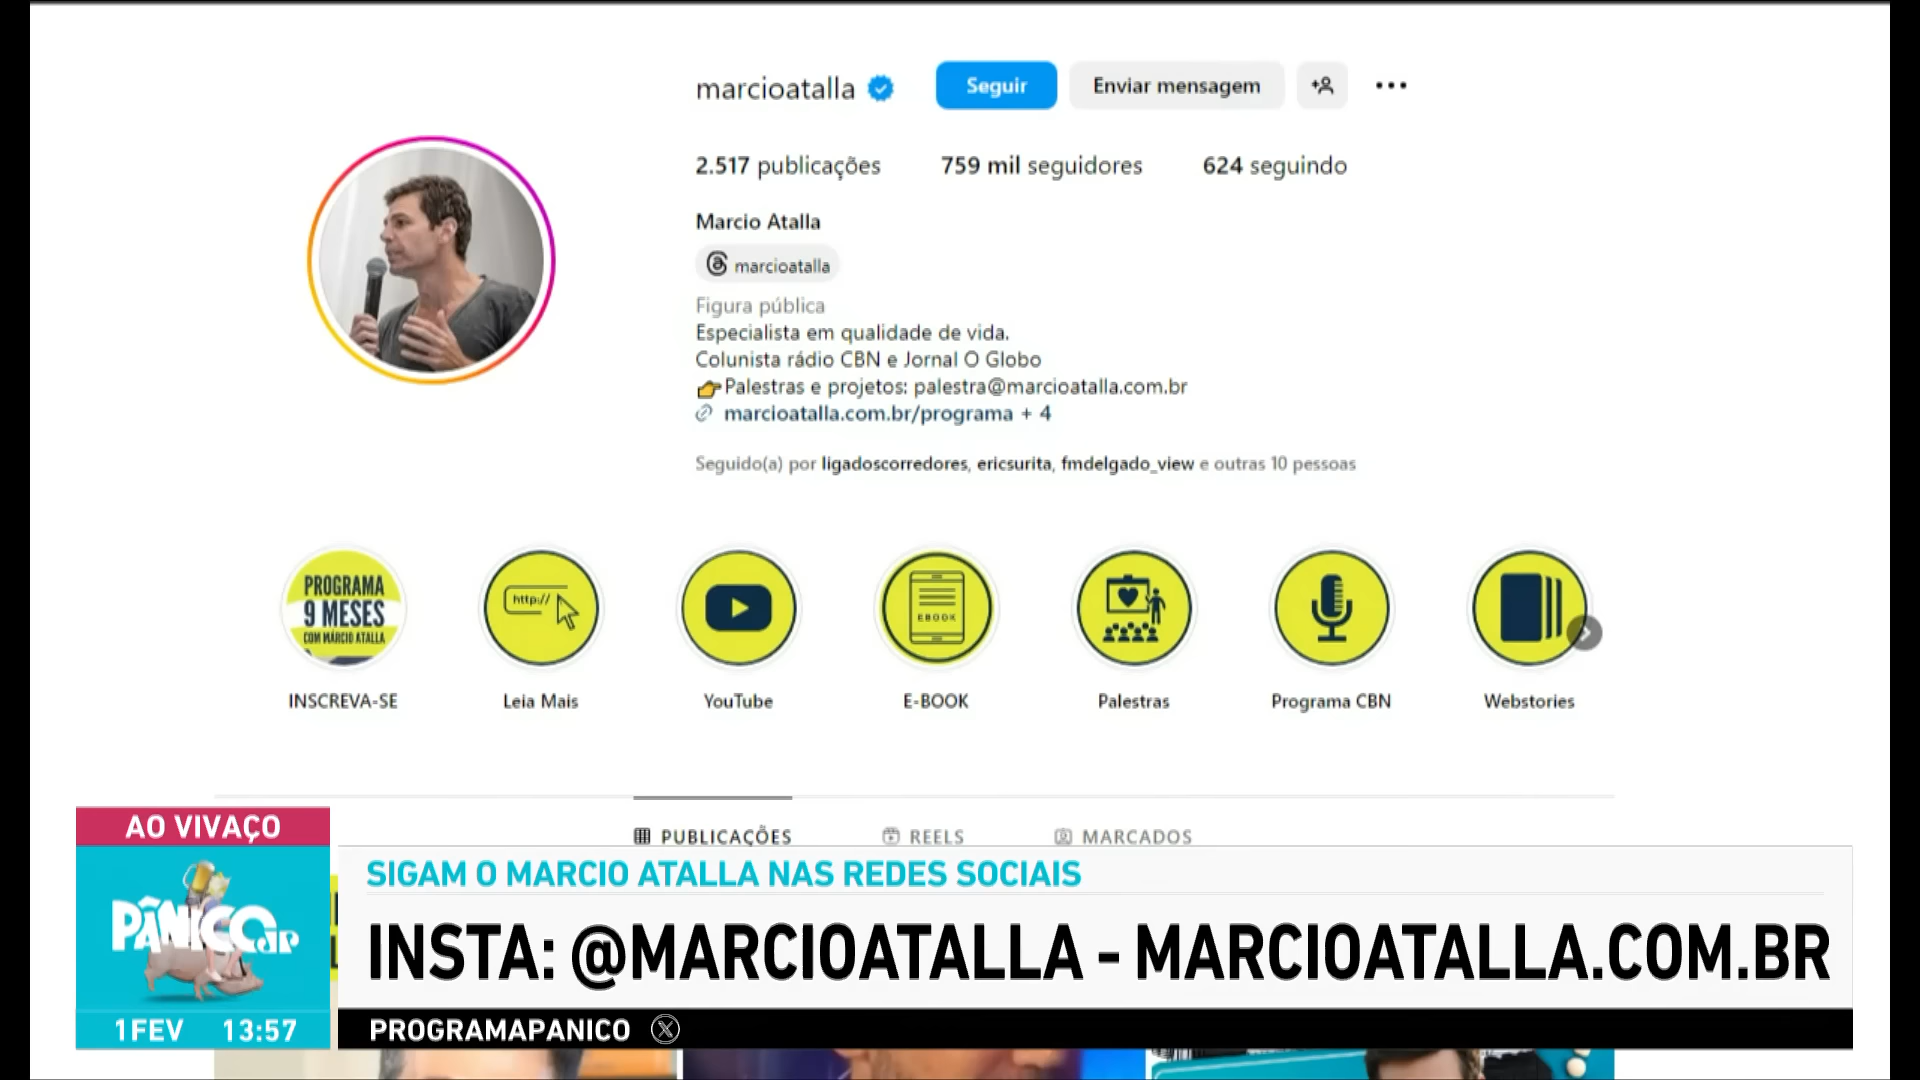 marcioatalla
Seguir
Enviar mensagem
2.517 publicações
759 mil seguidores
624 seguindo
Marcio Atalla
marcioatalla
Figura pública
Especialista em qualidade de vida.
Colunista rádio CBN e Jornal O Globo
👉Palestras e projetos: palestra@marcioatalla.com.br
marcioatalla.com.br/programa + 4
Seguido(a) por ligadoscorredores, ericsurita, fmdelgado_view e outras 10 pessoas
PROGRAMA
9 MESES
COM MÁRCIO ATALLA
http://
EBOOK
INSCREVA-SE
Leia Mais
YouTube
E-BOOK
Palestras
Programa CBN
Webstories
PUBLICAÇÕES
REELS
MARCADOS
AO VIVAÇO
PÂNICO JP
1FEV 13:57
SIGAM O MARCIO ATALLA NAS REDES SOCIAIS
INSTA: @MARCIOATALLA - MARCIOATALLA.COM.BR
PROGRAMAPANICO X